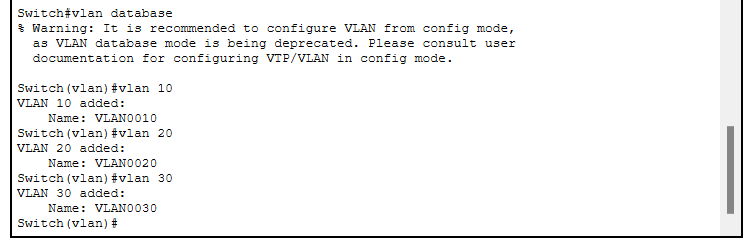 Switch#vlan database
% Warning: It is recommended to configure VLAN from config mode,
  as VLAN database mode is being deprecated. Please consult user
  documentation for configuring VTP/VLAN in config mode.

Switch(vlan)#vlan 10
VLAN 10 added:
    Name: VLAN0010
Switch(vlan)#vlan 20
VLAN 20 added:
    Name: VLAN0020
Switch(vlan)#vlan 30
VLAN 30 added:
    Name: VLAN0030
Switch(vlan)#